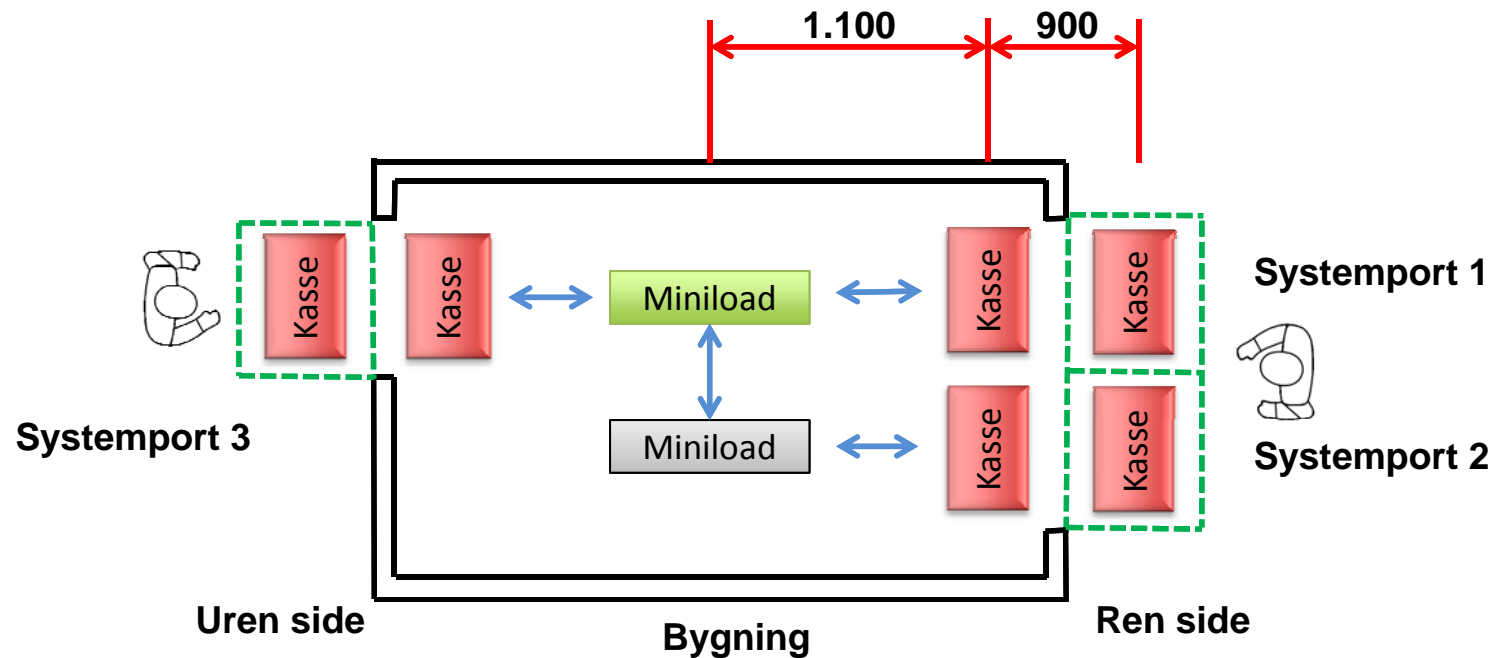 1.100
900
Kasse
Kasse
Miniload
Kasse
Kasse
Systemport 1
Miniload
Kasse
Kasse
Systemport 3
Systemport 2
Uren side
Bygning
Ren side